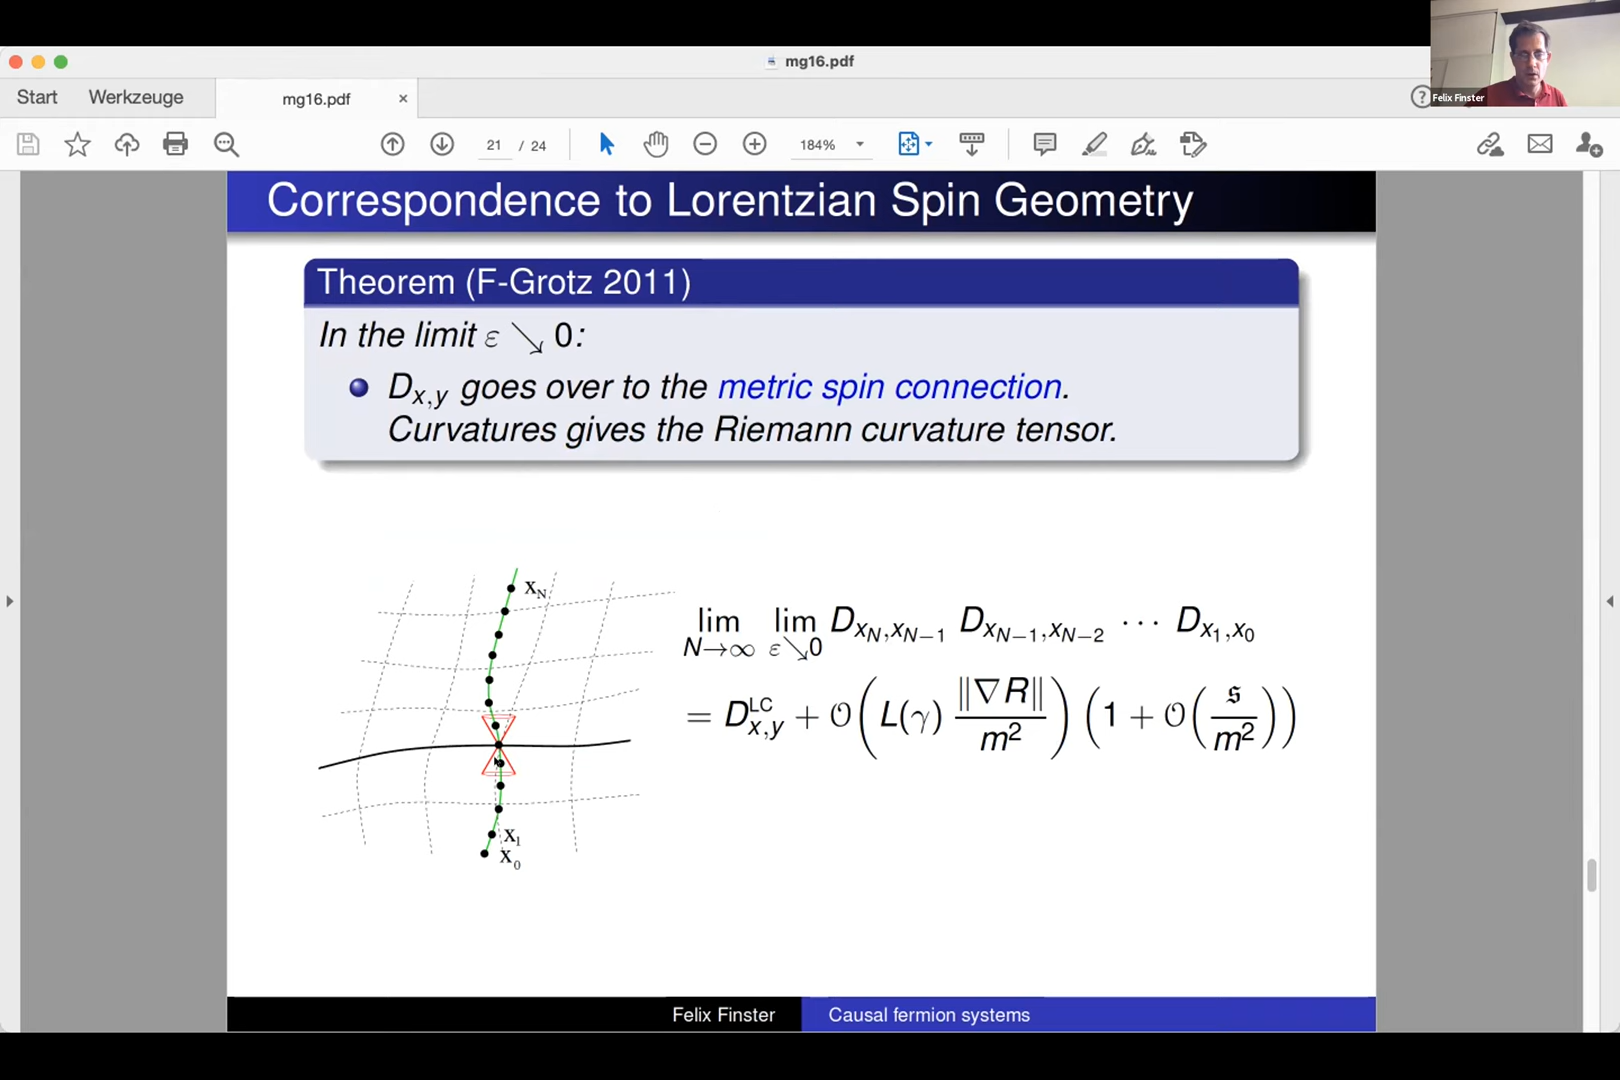 mg16.pdf
Felix Finster
Start Werkzeuge mg16.pdf ×
21 / 24 184%
Correspondence to Lorentzian Spin Geometry
Theorem (F-Grotz 2011)
In the limit ε ↘ 0:
D_{x,y} goes over to the metric spin connection.
Curvatures gives the Riemann curvature tensor.
x_N
lim_{N→∞} lim_{ε↘0} D_{x_N,x_{N−1}} D_{x_{N−1},x_{N−2}} ⋯ D_{x_1,x_0}
= D^{LC}_{x,y} + O(L(γ) ‖∇R‖/m²) (1 + O(𝔰/m²))
x_1
x_0
Felix Finster Causal fermion systems